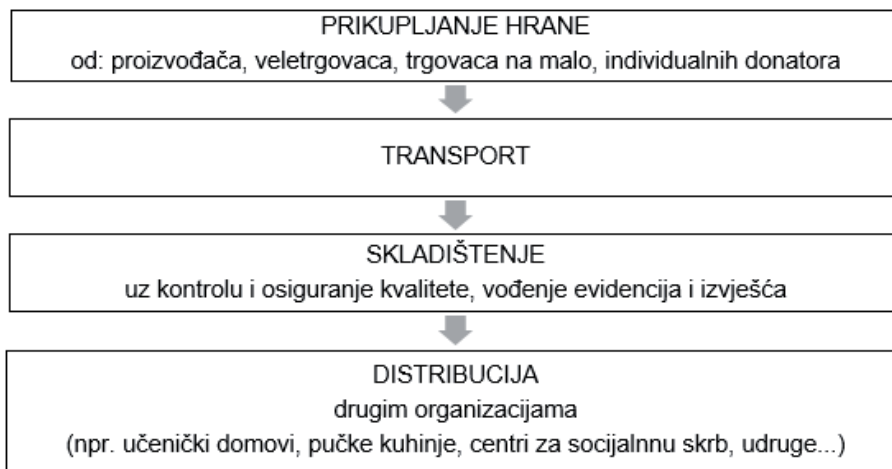 PRIKUPLJANJE HRANE
od: proizvođača, veletrgovaca, trgovaca na malo, individualnih donatora
TRANSPORT
SKLADIŠTENJE
uz kontrolu i osiguranje kvalitete, vođenje evidencija i izvješća
DISTRIBUCIJA
drugim organizacijama
(npr. učenički domovi, pučke kuhinje, centri za socijalnnu skrb, udruge...)